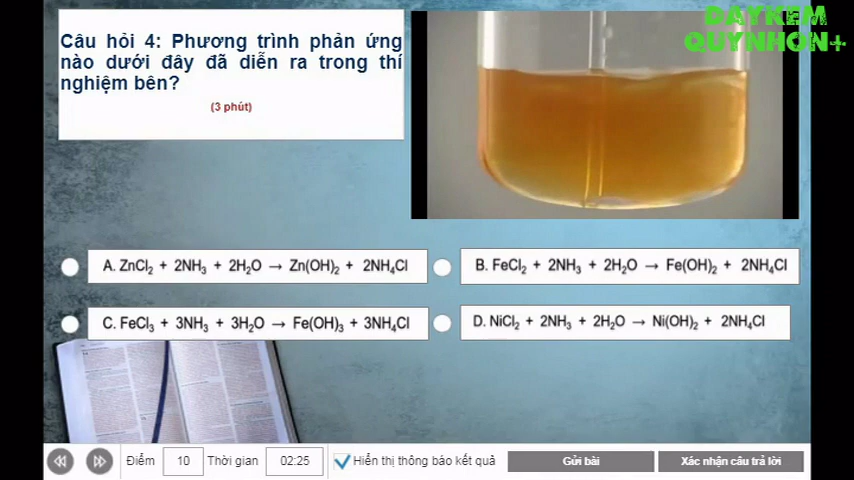 DAYKEM
QUYNHON+
Câu hỏi 4: Phương trình phản ứng
nào dưới đây đã diễn ra trong thí
nghiệm bên?
(3 phút)
A. ZnCl₂ + 2NH₃ + 2H₂O → Zn(OH)₂ + 2NH₄Cl
B. FeCl₂ + 2NH₃ + 2H₂O → Fe(OH)₂ + 2NH₄Cl
C. FeCl₃ + 3NH₃ + 3H₂O → Fe(OH)₃ + 3NH₄Cl
D. NiCl₂ + 2NH₃ + 2H₂O → Ni(OH)₂ + 2NH₄Cl
Điểm 10 Thời gian 02:25 Hiển thị thông báo kết quả Gửi bài Xác nhận câu trả lời